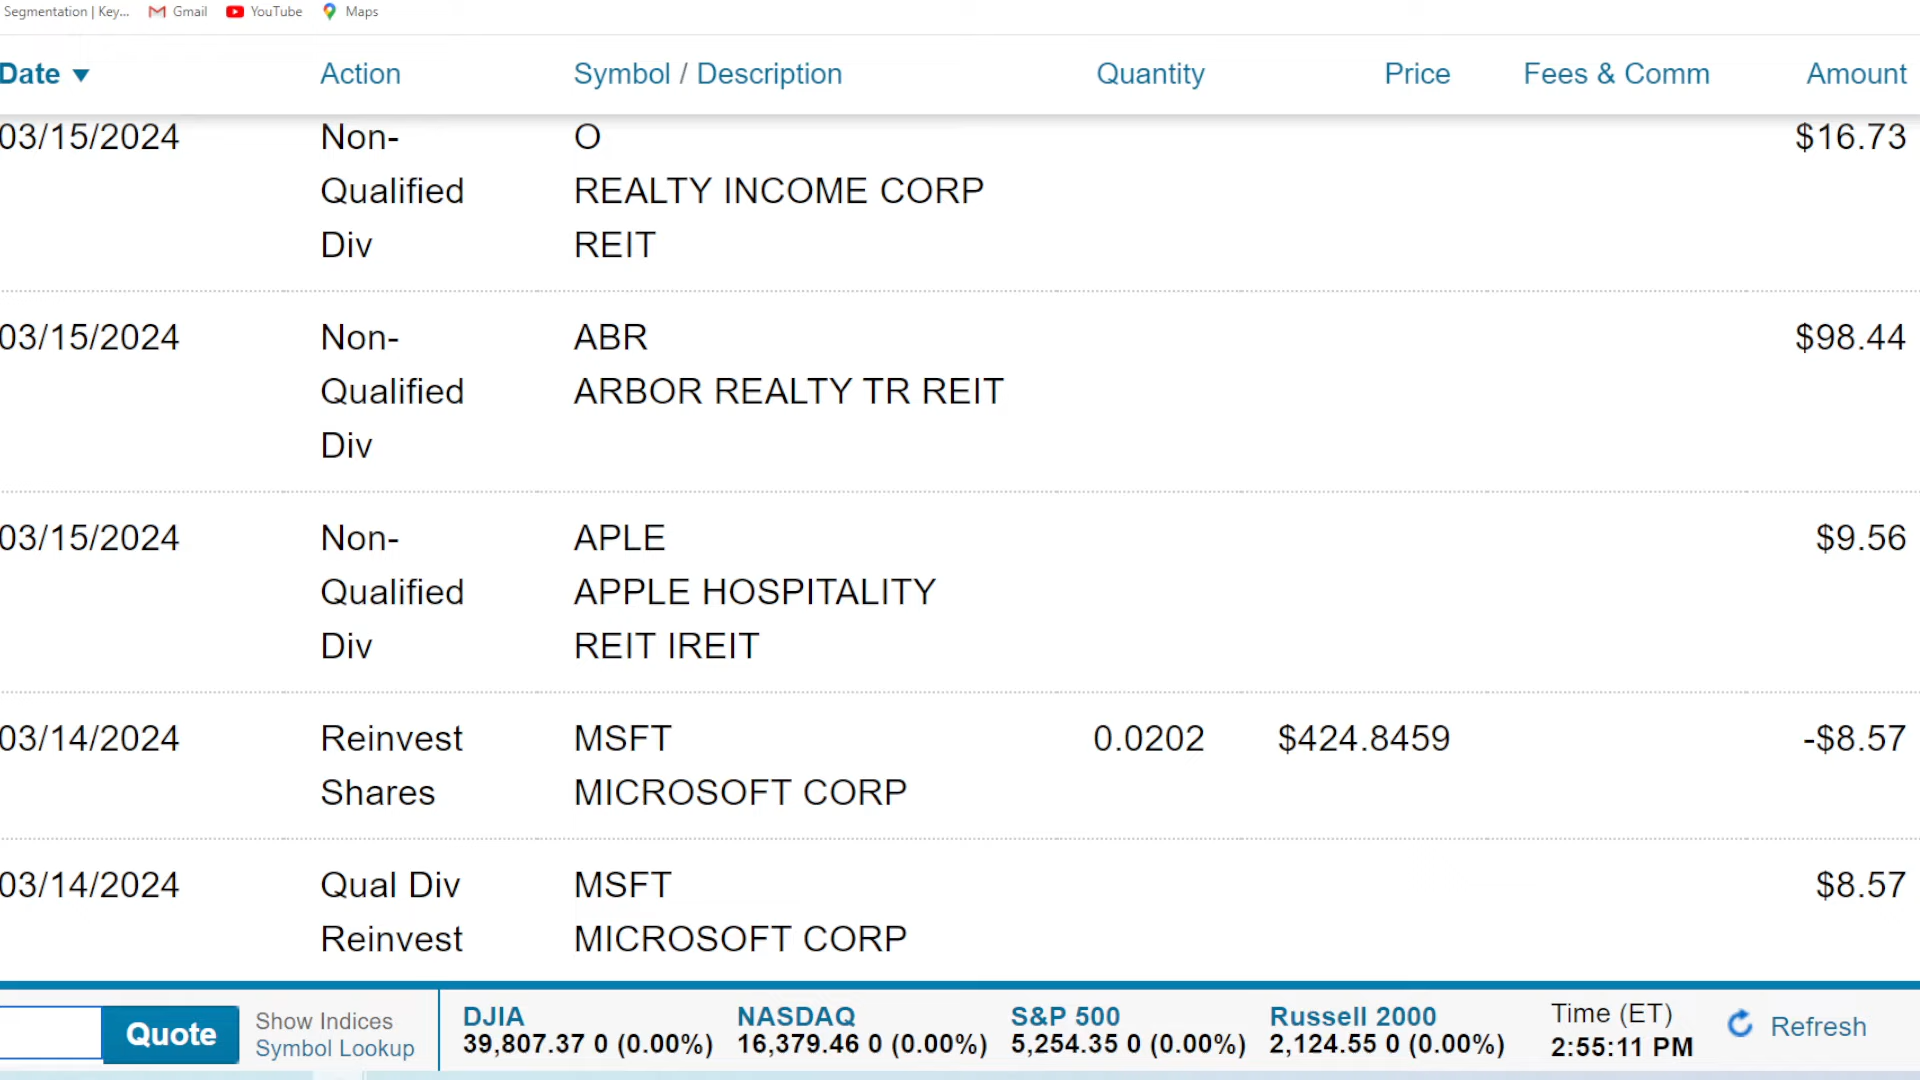 Segmentation | Key... Gmail YouTube Maps
Date ▼ Action Symbol / Description Quantity Price Fees & Comm Amount
03/15/2024 Non- O $16.73
Qualified REALTY INCOME CORP
Div REIT
03/15/2024 Non- ABR $98.44
Qualified ARBOR REALTY TR REIT
Div
03/15/2024 Non- APLE $9.56
Qualified APPLE HOSPITALITY
Div REIT IREIT
03/14/2024 Reinvest MSFT 0.0202 $424.8459 -$8.57
Shares MICROSOFT CORP
03/14/2024 Qual Div MSFT $8.57
Reinvest MICROSOFT CORP
Quote Show Indices DJIA NASDAQ S&P 500 Russell 2000 Time (ET) Refresh
Symbol Lookup 39,807.37 0 (0.00%) 16,379.46 0 (0.00%) 5,254.35 0 (0.00%) 2,124.55 0 (0.00%) 2:55:11 PM